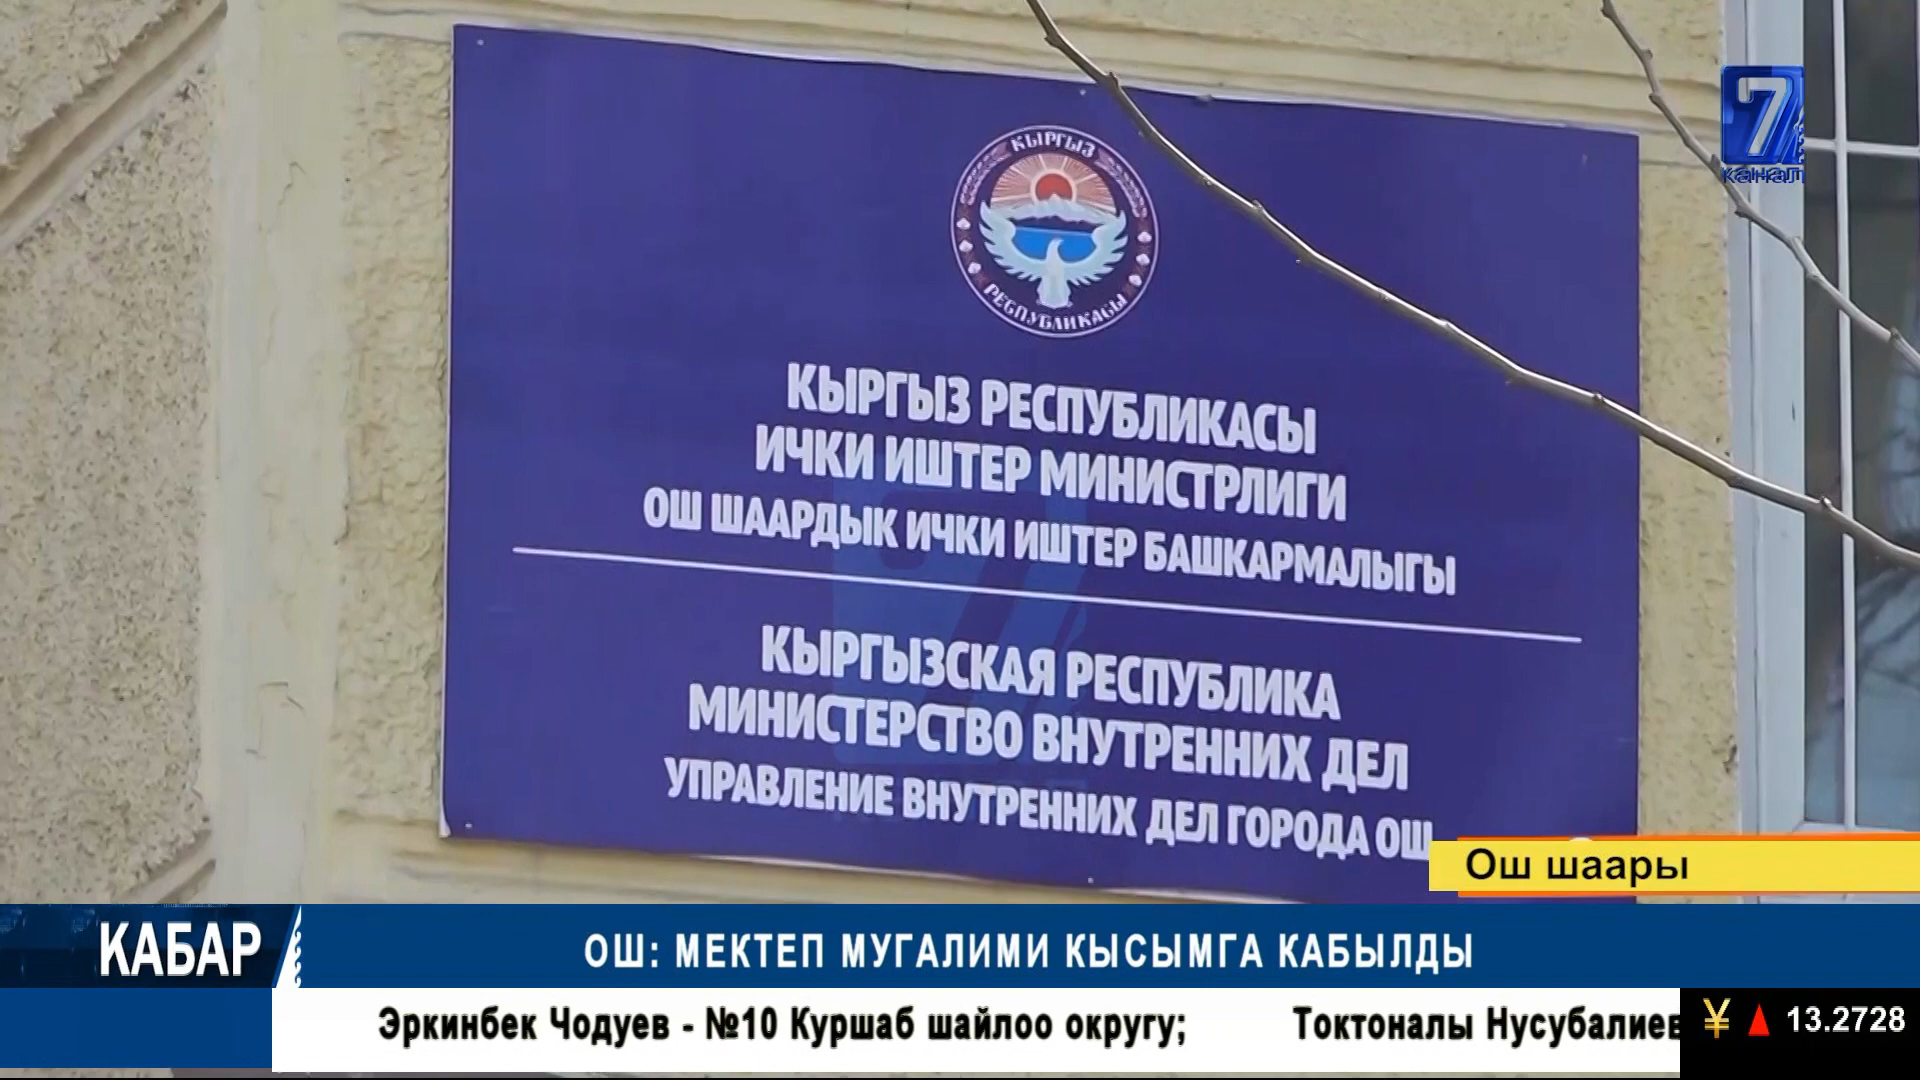 КЫРГЫЗ
РЕСПУБЛИКАСЫ
7
канал
КЫРГЫЗ РЕСПУБЛИКАСЫ
ИЧКИ ИШТЕР МИНИСТРЛИГИ
ОШ ШААРДЫК ИЧКИ ИШТЕР БАШКАРМАЛЫГЫ
КЫРГЫЗСКАЯ РЕСПУБЛИКА
МИНИСТЕРСТВО ВНУТРЕННИХ ДЕЛ
УПРАВЛЕНИЕ ВНУТРЕННИХ ДЕЛ ГОРОДА ОШ
Ош шаары
КАБАР
ОШ: МЕКТЕП МУГАЛИМИ КЫСЫМГА КАБЫЛДЫ
Эркинбек Чодуев - №10 Куршаб шайлоо округу; Токтоналы Нусубалиев
¥ ▲ 13.2728